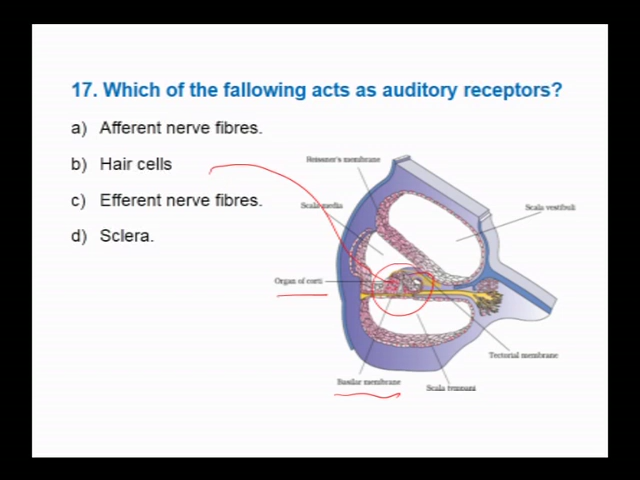 17. Which of the fallowing acts as auditory receptors?
a) Afferent nerve fibres.
b) Hair cells
c) Efferent nerve fibres.
d) Sclera.
Reissner's membrane
Scala media
Scala vestibuli
Organ of corti
Tectorial membrane
Basilar membrane
Scala temnani